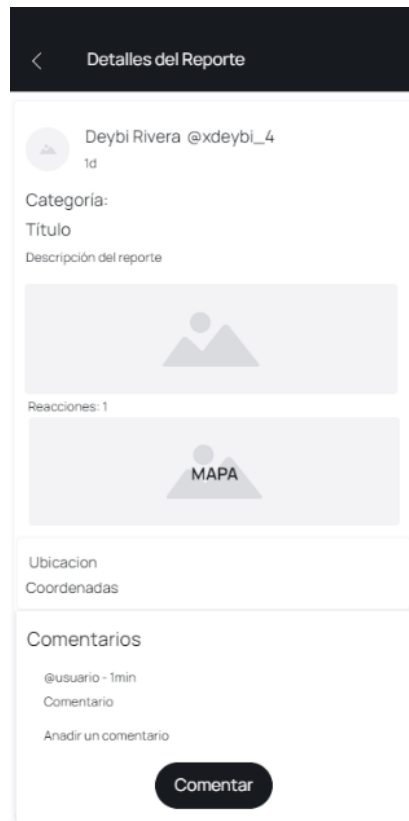 Detalles del Reporte
Deybi Rivera @xdeybi_4
1d
Categoría:
Título
Descripción del reporte
Reacciones: 1
MAPA
Ubicacion
Coordenadas
Comentarios
@usuario - 1min
Comentario
Anadir un comentario
Comentar